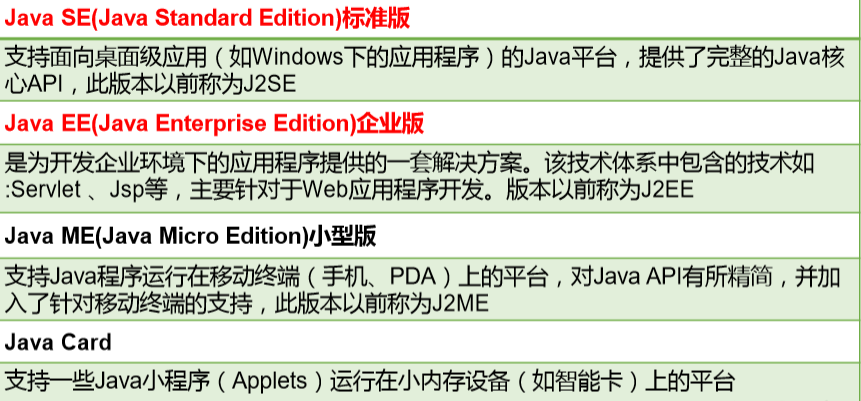 Java SE(Java Standard Edition)标准版
支持面向桌面级应用（如Windows下的应用程序）的Java平台，提供了完整的Java核
心API，此版本以前称为J2SE
Java EE(Java Enterprise Edition)企业版
是为开发企业环境下的应用程序提供的一套解决方案。该技术体系中包含的技术如
:Servlet 、Jsp等，主要针对于Web应用程序开发。版本以前称为J2EE
Java ME(Java Micro Edition)小型版
支持Java程序运行在移动终端（手机、PDA）上的平台，对Java API有所精简，并加
入了针对移动终端的支持，此版本以前称为J2ME
Java Card
支持一些Java小程序（Applets）运行在小内存设备（如智能卡）上的平台